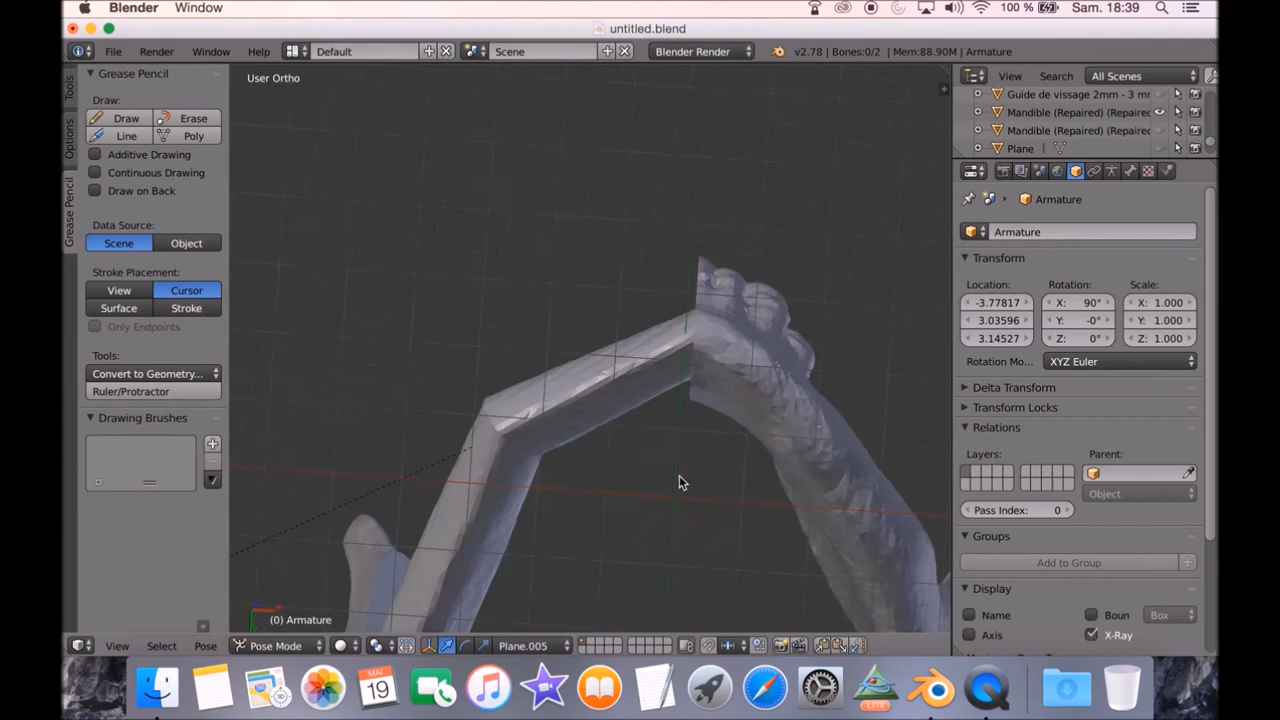 Blender Window 100 % Sam. 18:39
untitled.blend
File Render Window Help Default Scene Blender Render v2.78 | Bones:0/2 | Mem:88.90M | Armature
Grease Pencil
Draw:
Draw Erase
Line Poly
Additive Drawing
Continuous Drawing
Draw on Back
Data Source:
Scene Object
Stroke Placement:
View Cursor
Surface Stroke
Only Endpoints
Tools:
Convert to Geometry...
Ruler/Protractor
Drawing Brushes
Tools
Options
Grease Pencil
User Ortho
(0) Armature
View Select Pose Pose Mode Plane.005
View Search All Scenes
Guide de vissage 2mm - 3 mm
Mandible (Repaired) (Repaired
Mandible (Repaired) (Repaired
Plane
Armature
Armature
Transform
Location: Rotation: Scale:
-3.77817 X: 90° X: 1.000
3.03596 Y: -0° Y: 1.000
3.14527 Z: 0° Z: 1.000
Rotation Mo... XYZ Euler
Delta Transform
Transform Locks
Relations
Layers: Parent:
Object
Pass Index: 0
Groups
Add to Group
Display
Name Boun Box
Axis X-Ray
MAI
19
LITE